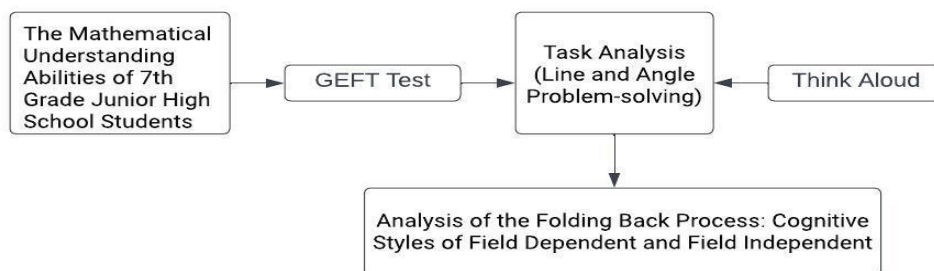 The Mathematical
Understanding
Abilities of 7th
Grade Junior High
School Students
GEFT Test
Task Analysis
(Line and Angle
Problem-solving)
Think Aloud
Analysis of the Folding Back Process: Cognitive
Styles of Field Dependent and Field Independent